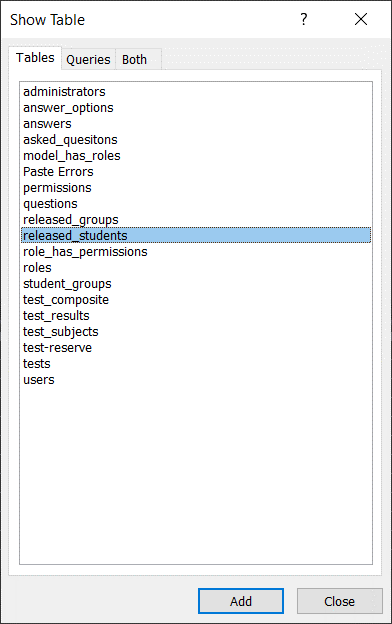 Show Table
?
Tables Queries Both
administrators
answer_options
answers
asked_quesitons
model_has_roles
Paste Errors
permissions
questions
released_groups
released_students
role_has_permissions
roles
student_groups
test_composite
test_results
test_subjects
test-reserve
tests
users
Add Close